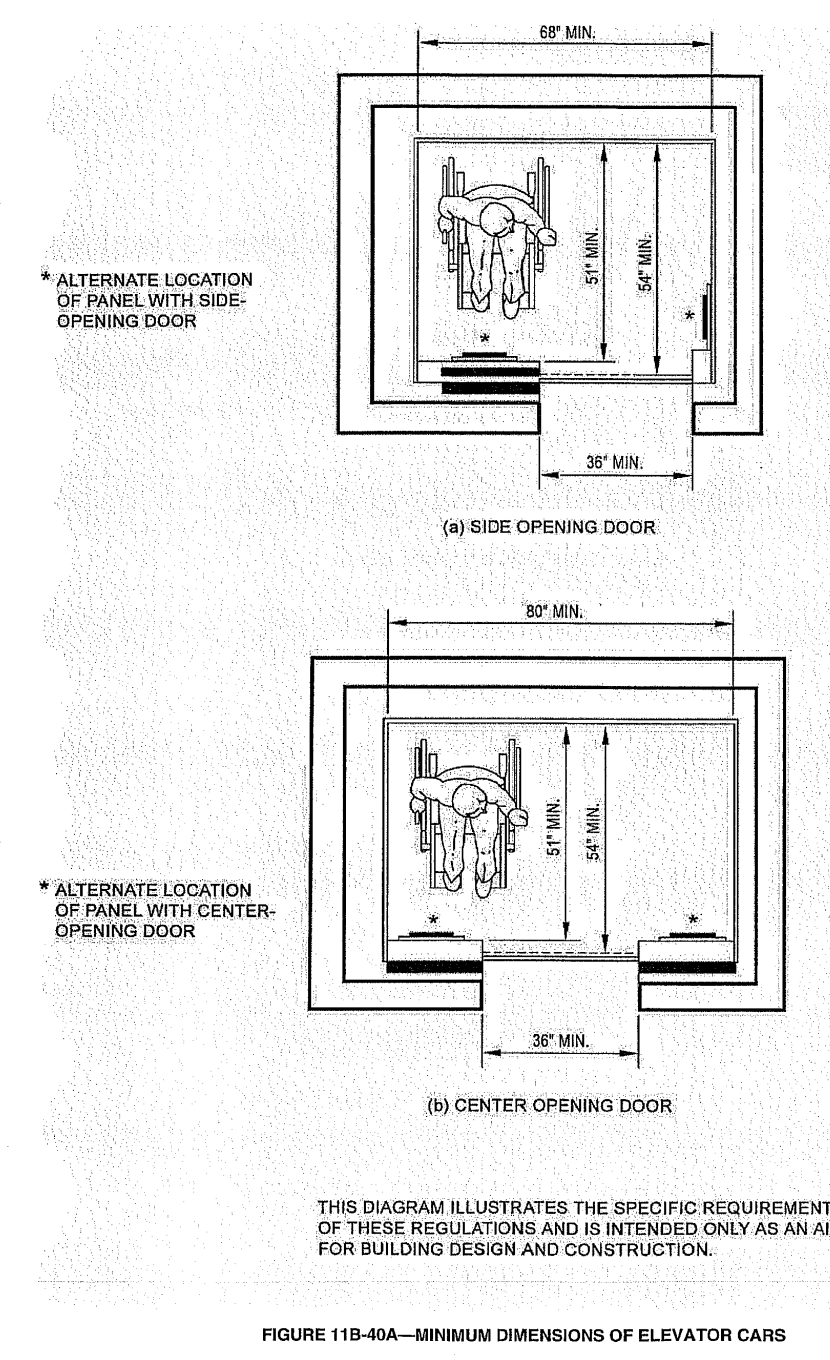 68" MIN.
51" MIN.
54" MIN.
*
*
* ALTERNATE LOCATION
OF PANEL WITH SIDE-
OPENING DOOR
36" MIN.
(a) SIDE OPENING DOOR
80" MIN.
51" MIN.
54" MIN.
* ALTERNATE LOCATION
OF PANEL WITH CENTER-
OPENING DOOR
*
*
36" MIN.
(b) CENTER OPENING DOOR
THIS DIAGRAM ILLUSTRATES THE SPECIFIC REQUIREMENT
OF THESE REGULATIONS AND IS INTENDED ONLY AS AN AI
FOR BUILDING DESIGN AND CONSTRUCTION.
FIGURE 11B-40A—MINIMUM DIMENSIONS OF ELEVATOR CARS